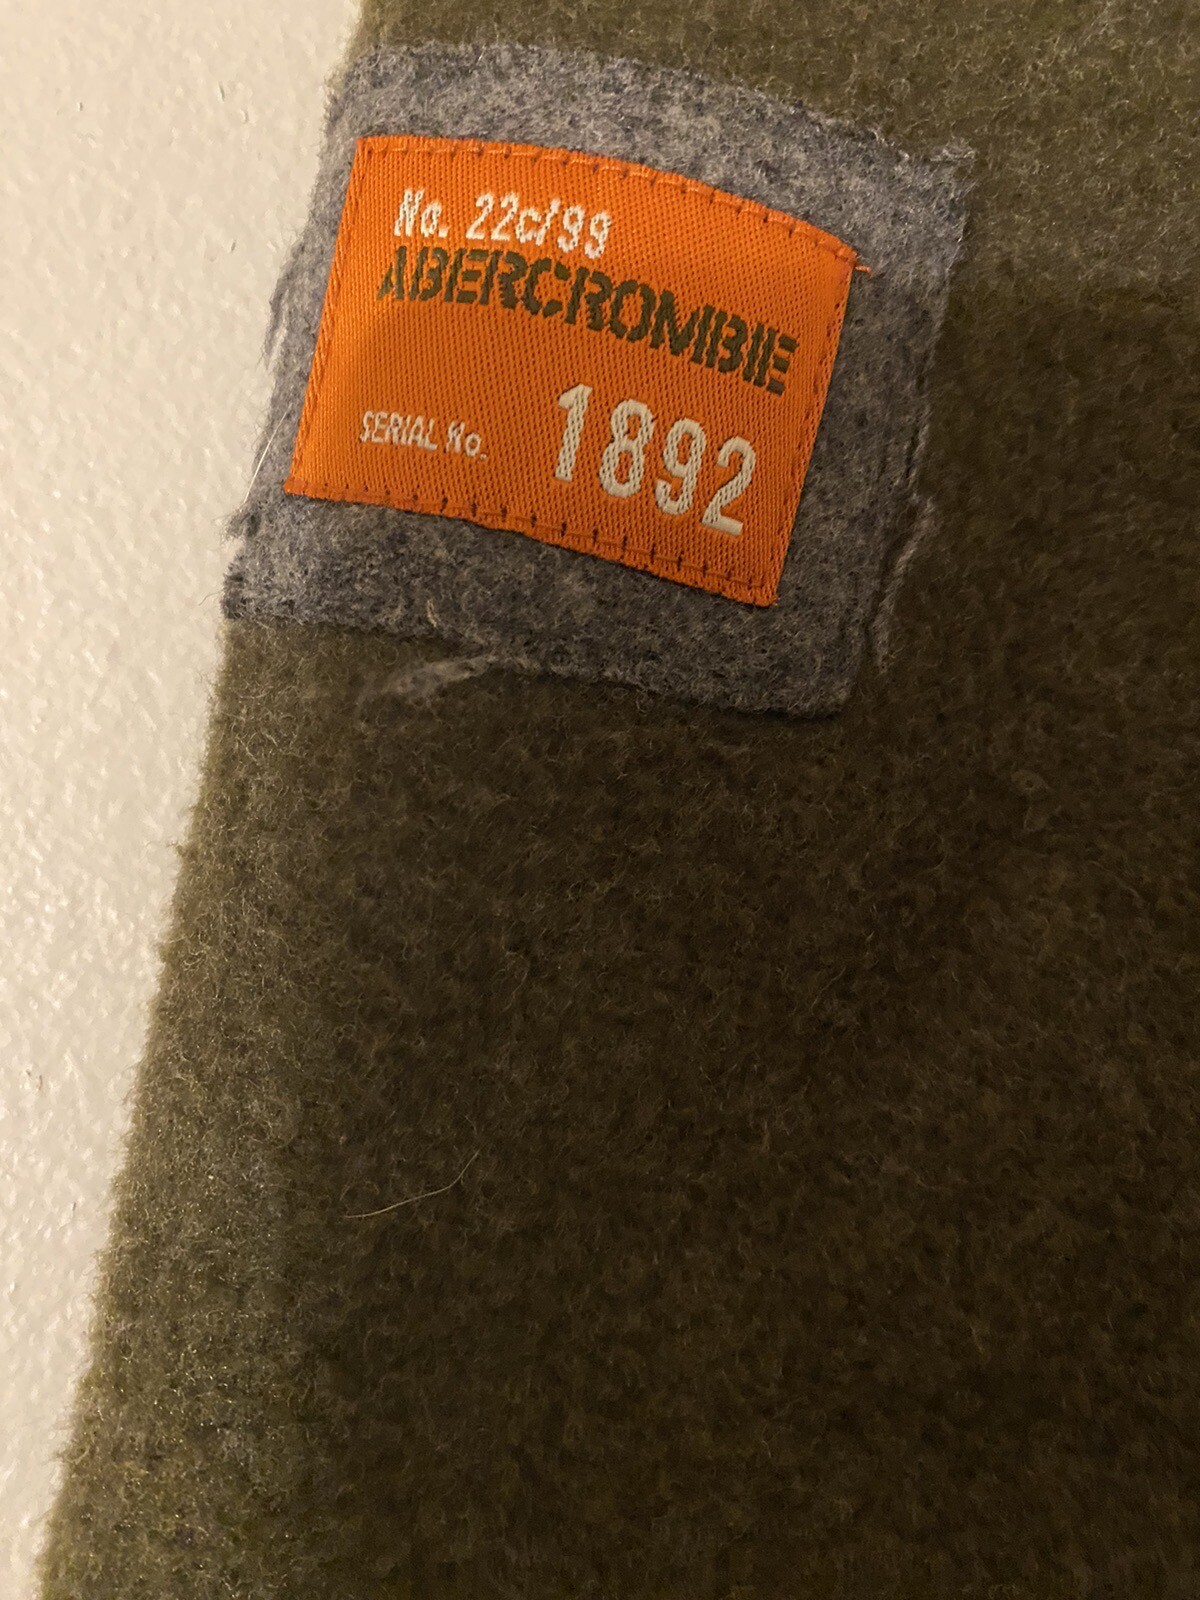 No. 22c/99
ABERCROMBIE
SERIAL No. 1892